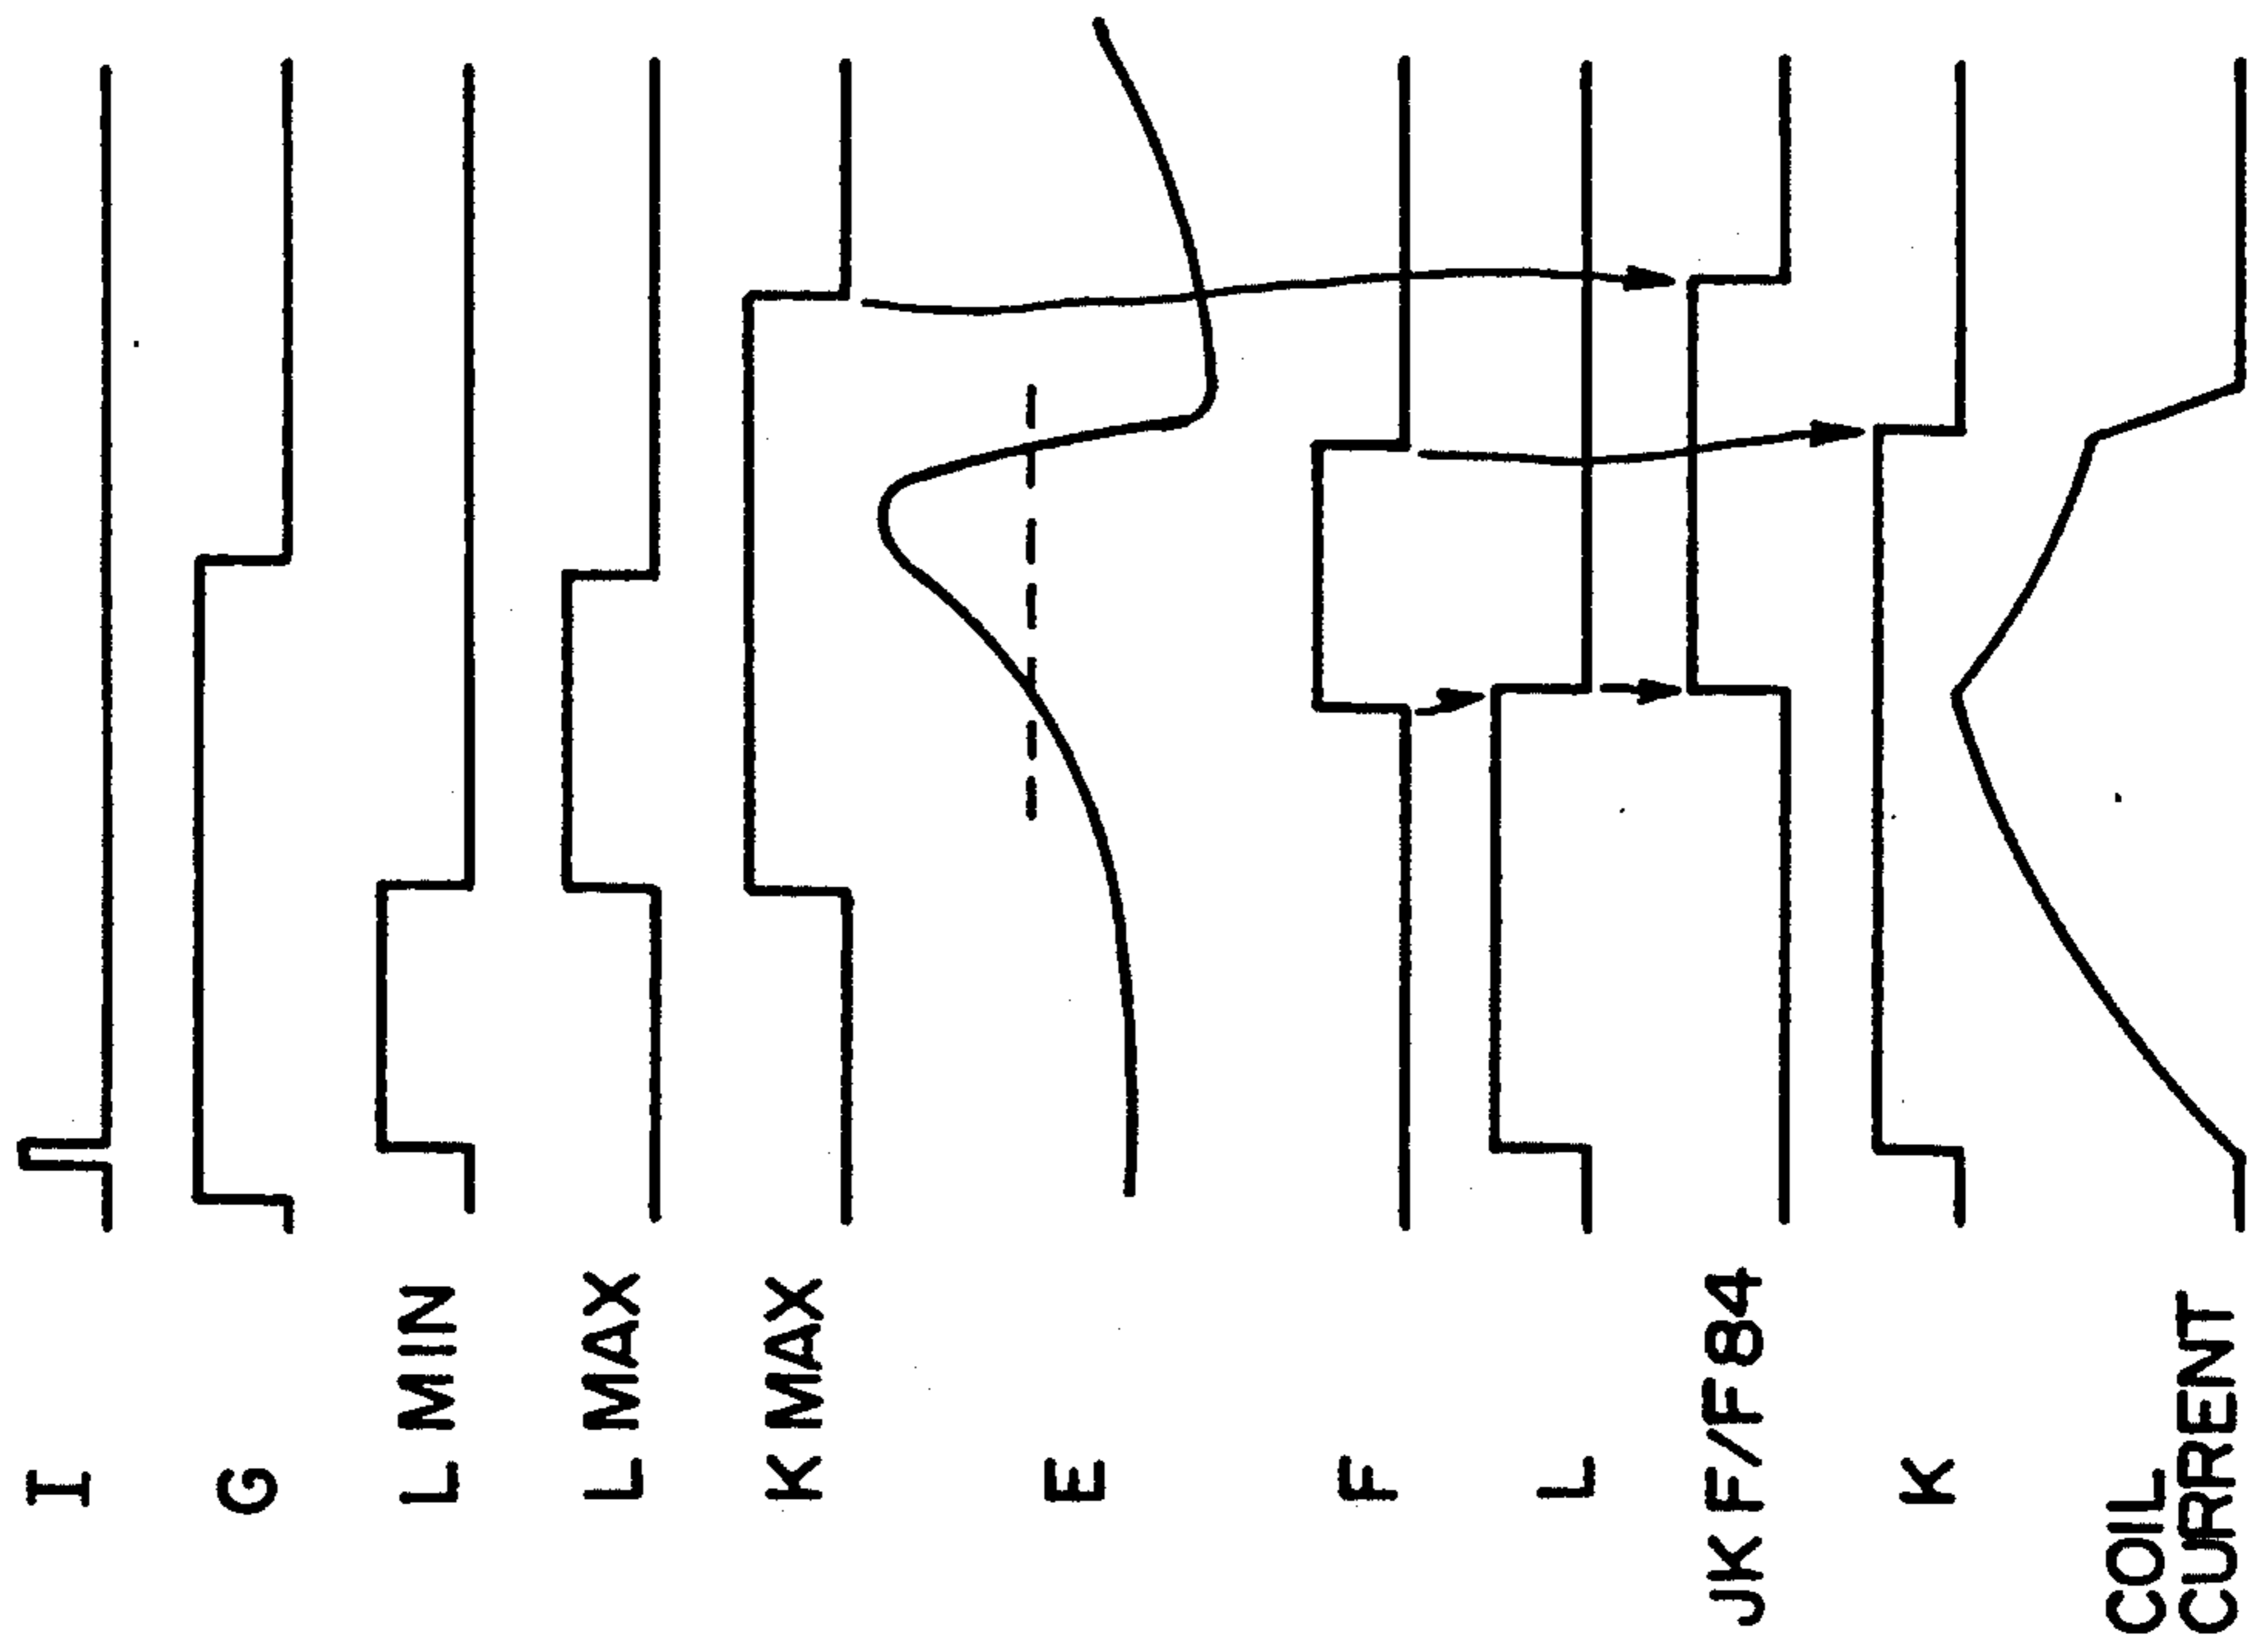 I
G
L MIN
L MAX
K MAX
E
F
L
JK F/F 84
K
COIL
CURRENT